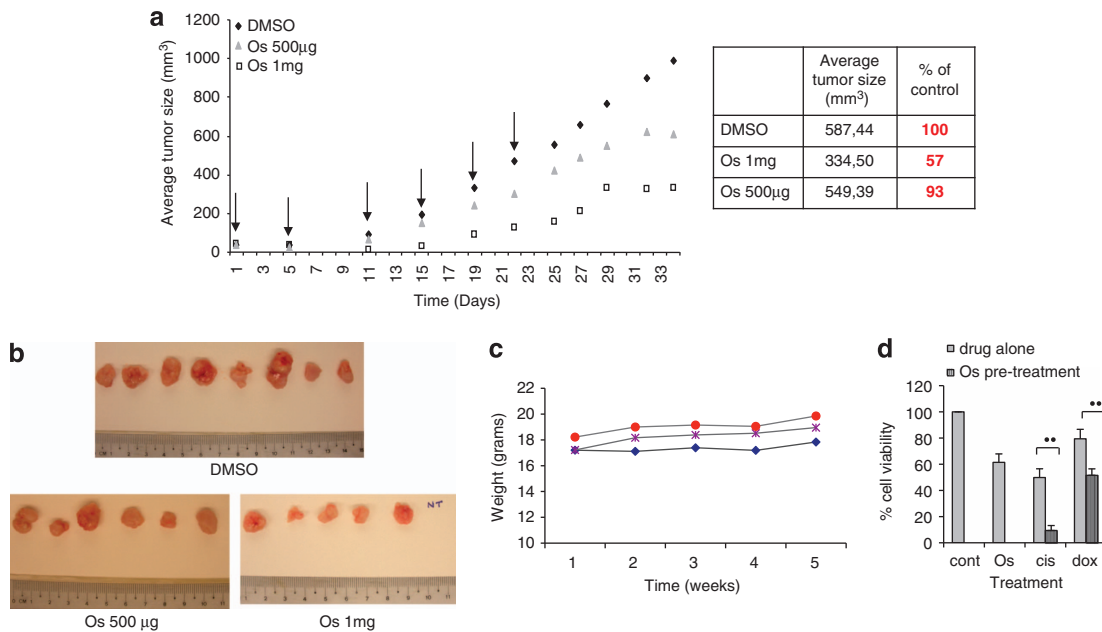 a
1200
1000
800
600
400
200
0
Average tumor size (mm³)
DMSO
Os 500µg
Os 1mg
1 3 5 7 9 11 13 15 17 19 21 23 25 27 29 31 33
Time (Days)
Average tumor size (mm³) % of control
DMSO 587,44 100
Os 1mg 334,50 57
Os 500µg 549,39 93
b
DMSO
NT
Os 500 µg
Os 1mg
c
22
20
18
16
14
12
10
Weight (grams)
1 2 3 4 5
Time (weeks)
d
drug alone
Os pre-treatment
120
100
80
60
40
20
0
% cell viability
cont Os cis dox
Treatment